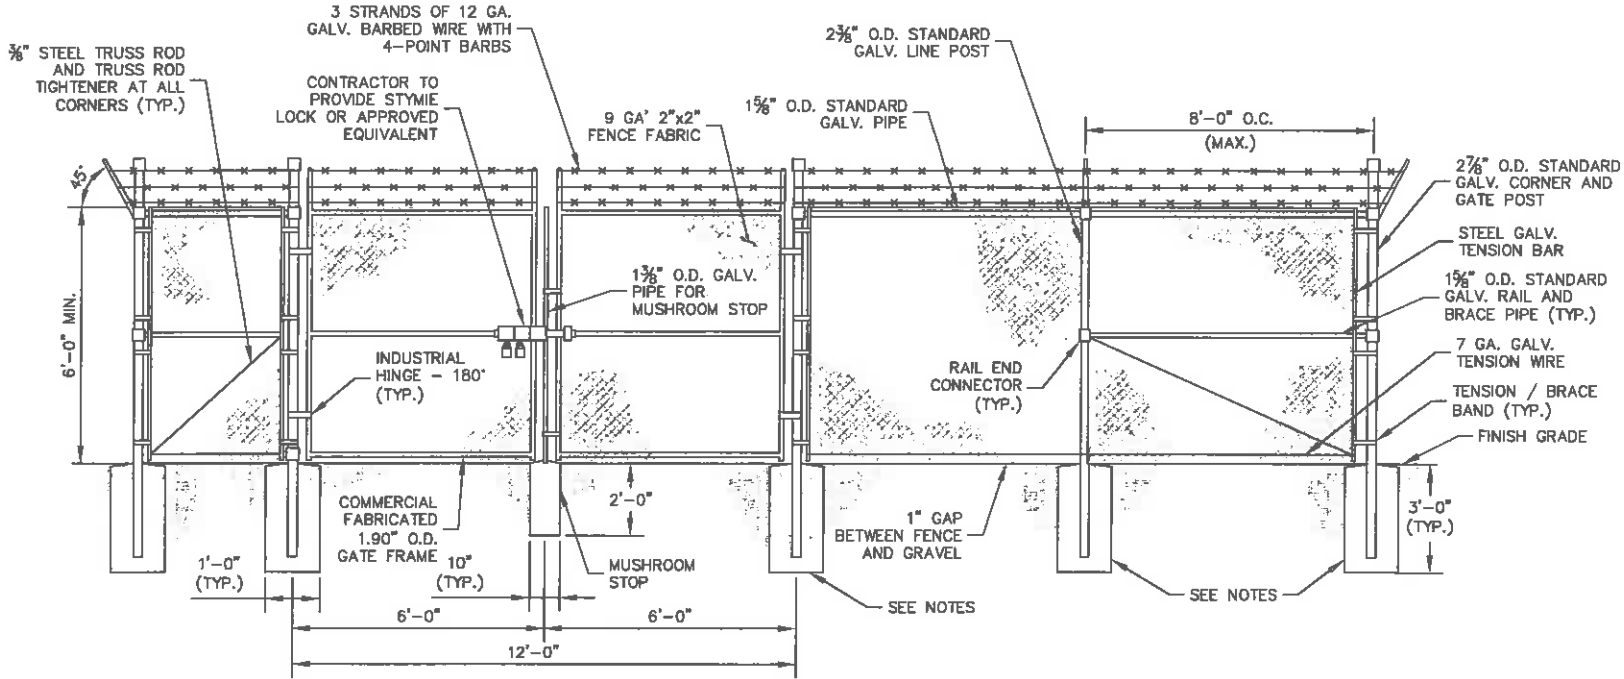 3 STRANDS OF 12 GA.
GALV. BARBED WIRE WITH
4-POINT BARBS
⅜" STEEL TRUSS ROD
AND TRUSS ROD
TIGHTENER AT ALL
CORNERS (TYP.)
CONTRACTOR TO
PROVIDE STYMIE
LOCK OR APPROVED
EQUIVALENT
9 GA' 2"x2"
FENCE FABRIC
2⅜" O.D. STANDARD
GALV. LINE POST
1⅝" O.D. STANDARD
GALV. PIPE
8'-0" O.C.
(MAX.)
2⅞" O.D. STANDARD
GALV. CORNER AND
GATE POST
45°
STEEL GALV.
TENSION BAR
1⅜" O.D. GALV.
PIPE FOR
MUSHROOM STOP
1⅝" O.D. STANDARD
GALV. RAIL AND
BRACE PIPE (TYP.)
6'-0" MIN.
INDUSTRIAL
HINGE - 180°
(TYP.)
RAIL END
CONNECTOR
(TYP.)
7 GA. GALV.
TENSION WIRE
TENSION / BRACE
BAND (TYP.)
FINISH GRADE
COMMERCIAL
FABRICATED
1.90" O.D.
GATE FRAME
2'-0"
1" GAP
BETWEEN FENCE
AND GRAVEL
3'-0"
(TYP.)
1'-0"
(TYP.)
10"
(TYP.)
MUSHROOM
STOP
SEE NOTES
SEE NOTES
6'-0"
6'-0"
12'-0"